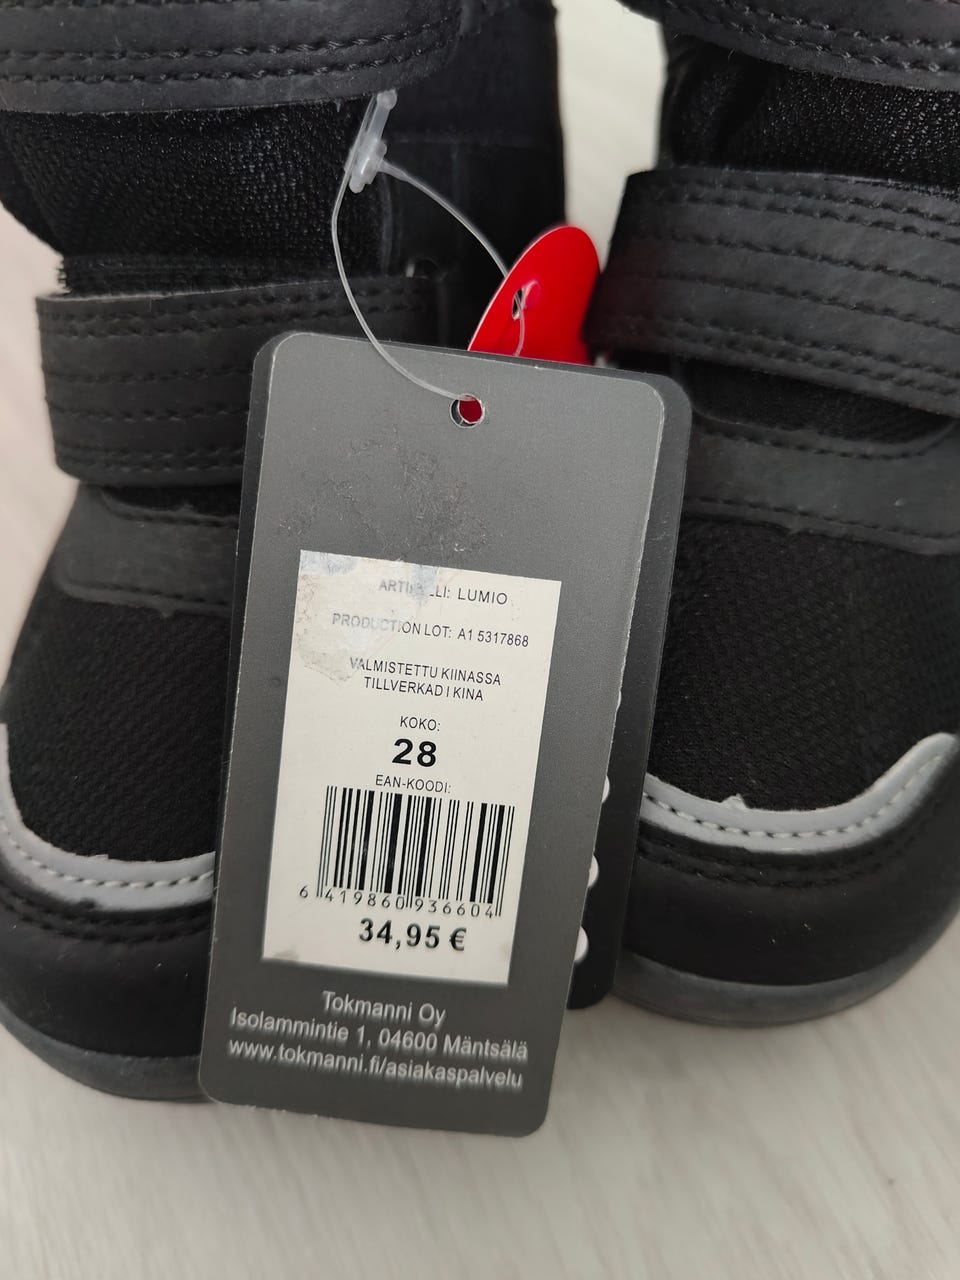 LUMIO
PRODUCTION LOT: A1 5317868
VALMISTETTU KIINASSA
TILLVERKAD I KINA
KOKO:
28
EAN-KOODI:
6 419860 936604
34,95 €
Tokmanni Oy
Isolammintie 1, 04600 Mäntsälä
www.tokmanni.fi/asiakaspalvelu